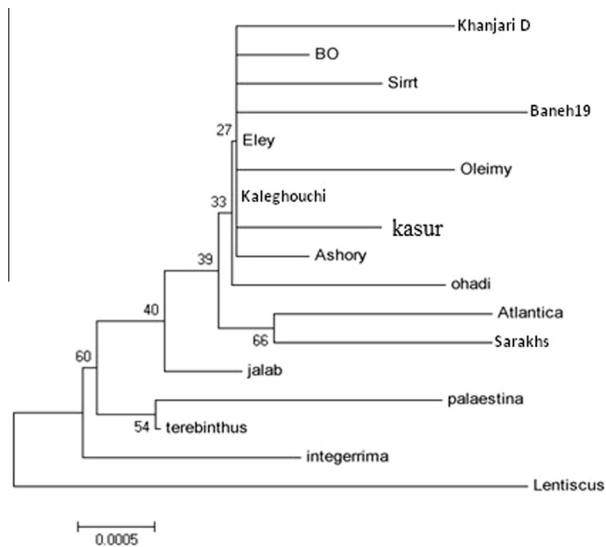 Khanjari D
BO
Sirrt
Baneh19
27
Eley
Oleimy
Kaleghouchi
33
kasur
Ashory
39
ohadi
40
Atlantica
66
Sarakhs
60
jalab
palaestina
54
terebinthus
integerrima
Lentiscus
0.0005